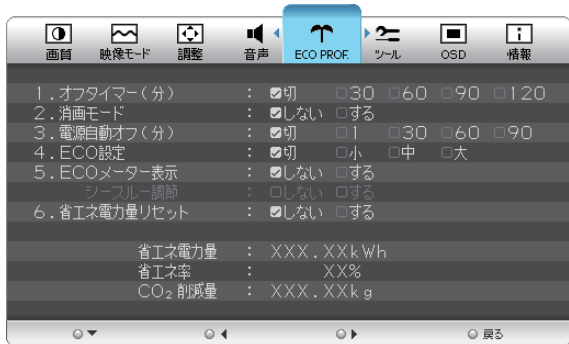 画質 映像モード 調整 音声 ECO PROF. ツール OSD 情報
1.オフタイマー(分) : ☑切 □30 □60 □90 □120
2.消画モード : ☑しない □する
3.電源自動オフ(分) : ☑切 □1 □30 □60 □90
4.ECO設定 : ☑切 □小 □中 □大
5.ECOメーター表示 : ☑しない □する
シースルー調節 : □しない □する
6.省エネ電力量リセット : ☑しない □する
省エネ電力量 : XXX.XXkWh
省エネ率 : XX%
CO₂削減量 : XXX.XXkg
戻る